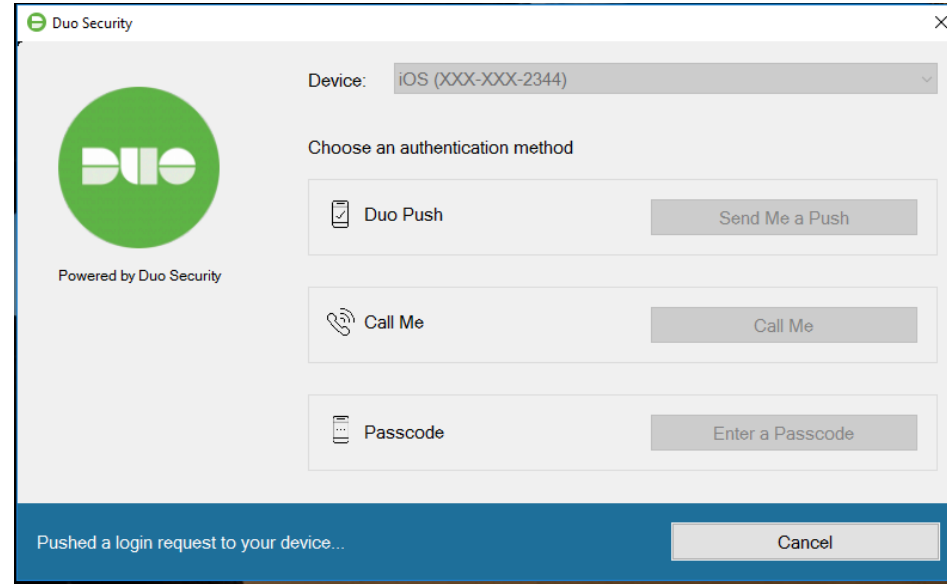 Duo Security
Device:
iOS (XXX-XXX-2344)
DUO
Choose an authentication method
Duo Push
Send Me a Push
Powered by Duo Security
Call Me
Call Me
Passcode
Enter a Passcode
Pushed a login request to your device...
Cancel